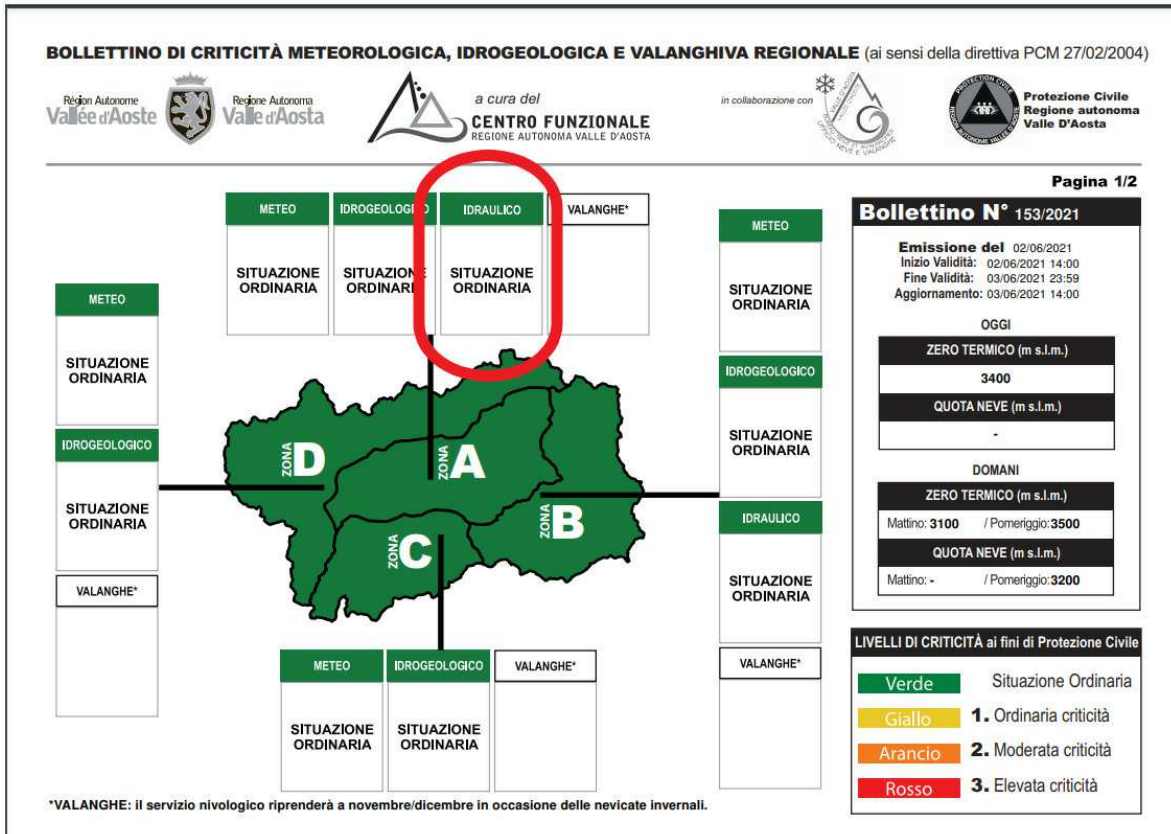 BOLLETTINO DI CRITICITÀ METEOROLOGICA, IDROGEOLOGICA E VALANGHIVA REGIONALE (ai sensi della direttiva PCM 27/02/2004)
Région Autonome
Vallée d'Aoste
Regione Autonoma
Valle d'Aosta
a cura del
CENTRO FUNZIONALE
REGIONE AUTONOMA VALLE D'AOSTA
in collaborazione con
Protezione Civile
Regione autonoma
Valle D'Aosta
Pagina 1/2
METEO
SITUAZIONE
ORDINARIA
IDROGEOLOGICO
SITUAZIONE
ORDINARIA
IDRAULICO
SITUAZIONE
ORDINARIA
VALANGHE*
METEO
SITUAZIONE
ORDINARIA
IDROGEOLOGICO
SITUAZIONE
ORDINARIA
VALANGHE*
ZONA D
ZONA A
ZONA B
ZONA C
METEO
SITUAZIONE
ORDINARIA
IDROGEOLOGICO
SITUAZIONE
ORDINARIA
IDRAULICO
SITUAZIONE
ORDINARIA
VALANGHE*
METEO
SITUAZIONE
ORDINARIA
IDROGEOLOGICO
SITUAZIONE
ORDINARIA
VALANGHE*
Bollettino N° 153/2021
Emissione del 02/06/2021
Inizio Validità: 02/06/2021 14:00
Fine Validità: 03/06/2021 23:59
Aggiornamento: 03/06/2021 14:00
OGGI
ZERO TERMICO (m s.l.m.)
3400
QUOTA NEVE (m s.l.m.)
-
DOMANI
ZERO TERMICO (m s.l.m.)
Mattino: 3100 / Pomeriggio: 3500
QUOTA NEVE (m s.l.m.)
Mattino: - / Pomeriggio: 3200
LIVELLI DI CRITICITÀ ai fini di Protezione Civile
Verde Situazione Ordinaria
Giallo 1. Ordinaria criticità
Arancio 2. Moderata criticità
Rosso 3. Elevata criticità
*VALANGHE: il servizio nivologico riprenderà a novembre/dicembre in occasione delle nevicate invernali.